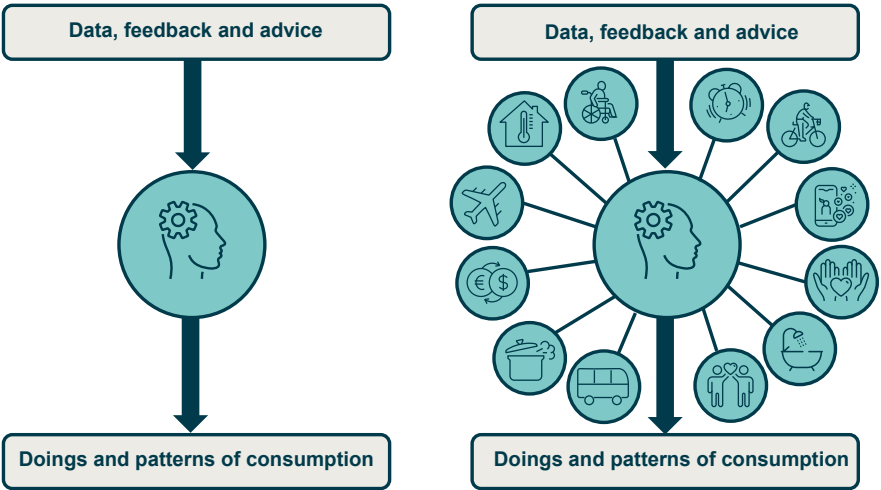 Data, feedback and advice
Data, feedback and advice
€ $
Doings and patterns of consumption
Doings and patterns of consumption